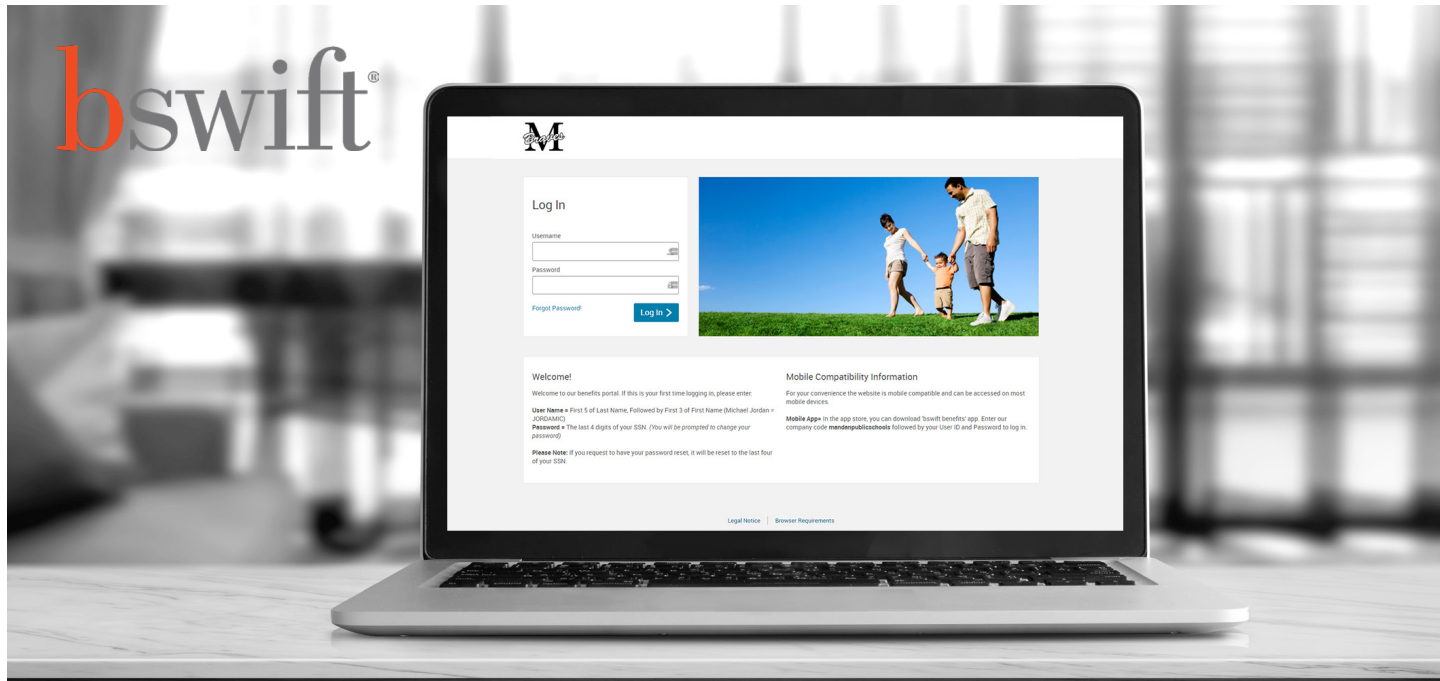 bswift®
M
Braves
Log In
Username
Password
Forgot Password?
Log In >
Welcome!
Welcome to our benefits portal. If this is your first time logging in, please enter:
User Name = First 5 of Last Name, Followed by First 3 of First Name (Michael Jordan >
JORDAMIC)
Password = The last 4 digits of your SSN. (You will be prompted to change your
password)
Please Note: If you request to have your password reset, it will be reset to the last four
of your SSN.
Mobile Compatibility Information
For your convenience the website is mobile compatible and can be accessed on most
mobile devices.
Mobile App= In the app store, you can download 'bswift benefits' app. Enter our
company code mandanpublicschools followed by your User ID and Password to log in.
Legal Notice | Browser Requirements